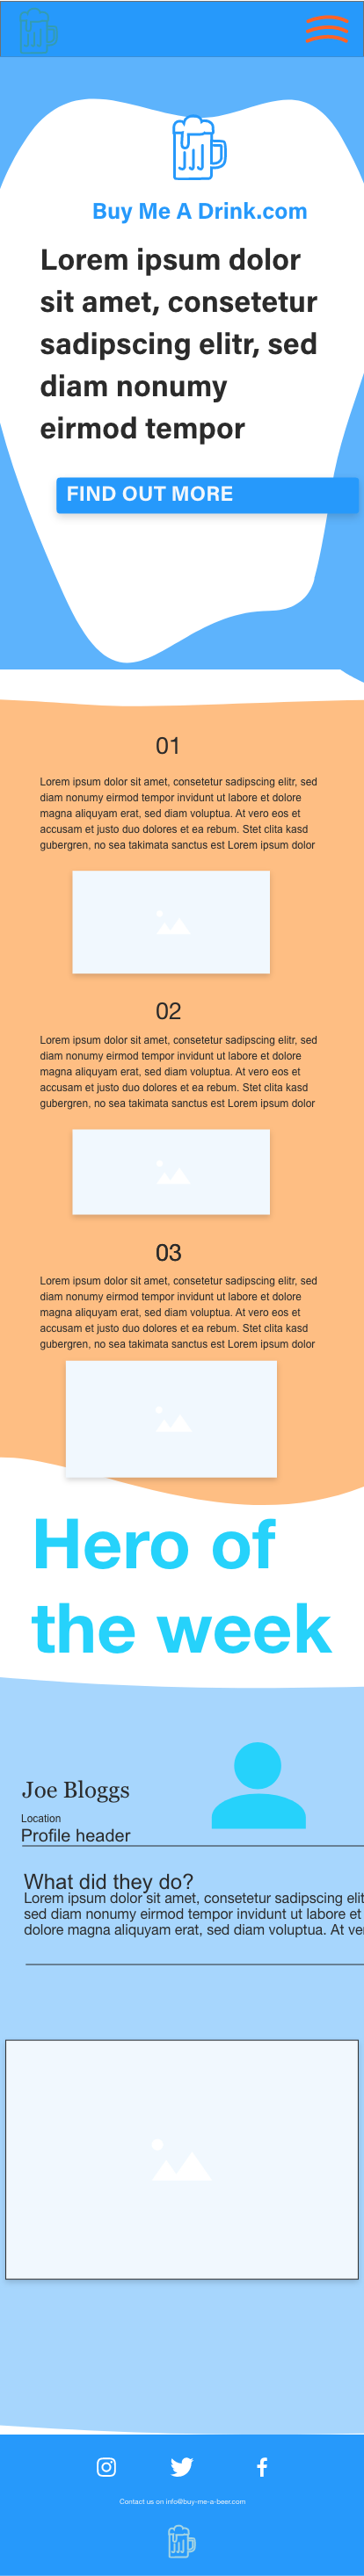 Buy Me A Drink.com
Lorem ipsum dolor
sit amet, consetetur
sadipscing elitr, sed
diam nonumy
eirmod tempor
FIND OUT MORE
01
Lorem ipsum dolor sit amet, consetetur sadipscing elitr, sed
diam nonumy eirmod tempor invidunt ut labore et dolore
magna aliquyam erat, sed diam voluptua. At vero eos et
accusam et justo duo dolores et ea rebum. Stet clita kasd
gubergren, no sea takimata sanctus est Lorem ipsum dolor
02
Lorem ipsum dolor sit amet, consetetur sadipscing elitr, sed
diam nonumy eirmod tempor invidunt ut labore et dolore
magna aliquyam erat, sed diam voluptua. At vero eos et
accusam et justo duo dolores et ea rebum. Stet clita kasd
gubergren, no sea takimata sanctus est Lorem ipsum dolor
03
Lorem ipsum dolor sit amet, consetetur sadipscing elitr, sed
diam nonumy eirmod tempor invidunt ut labore et dolore
magna aliquyam erat, sed diam voluptua. At vero eos et
accusam et justo duo dolores et ea rebum. Stet clita kasd
gubergren, no sea takimata sanctus est Lorem ipsum dolor
Hero of
the week
Joe Bloggs
Location
Profile header
What did they do?
Lorem ipsum dolor sit amet, consetetur sadipscing elit
sed diam nonumy eirmod tempor invidunt ut labore et
dolore magna aliquyam erat, sed diam voluptua. At ve
Contact us on info@buy-me-a-beer.com